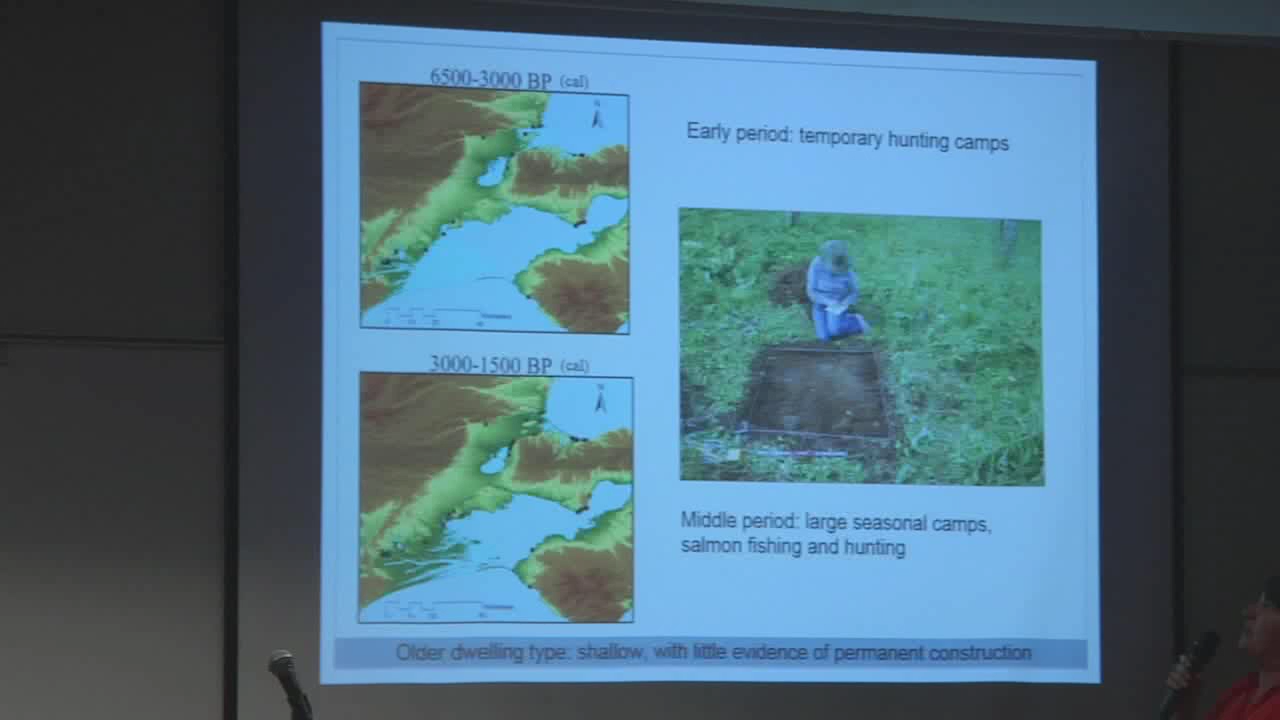 6500-3000 BP (cal)
N
Early period: temporary hunting camps
3000-1500 BP (cal)
N
Middle period: large seasonal camps,
salmon fishing and hunting
Older dwelling type: shallow, with little evidence of permanent construction